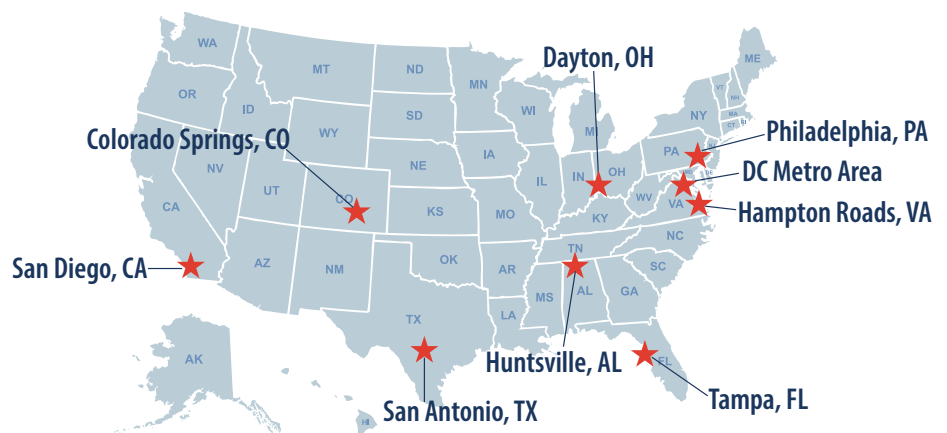 WA
MT
ND
MN
ME
OR
ID
SD
WI
MI
NY
VT
NH
MA
CT
RI
Dayton, OH
WY
Colorado Springs, CO
NE
IA
PA
NJ
Philadelphia, PA
NV
UT
CO
IL
IN
OH
MD
DE
DC Metro Area
CA
KS
MO
KY
WV
VA
Hampton Roads, VA
San Diego, CA
AZ
NM
OK
AR
TN
NC
SC
MS
AL
GA
TX
LA
AK
Huntsville, AL
FL
HI
San Antonio, TX
Tampa, FL